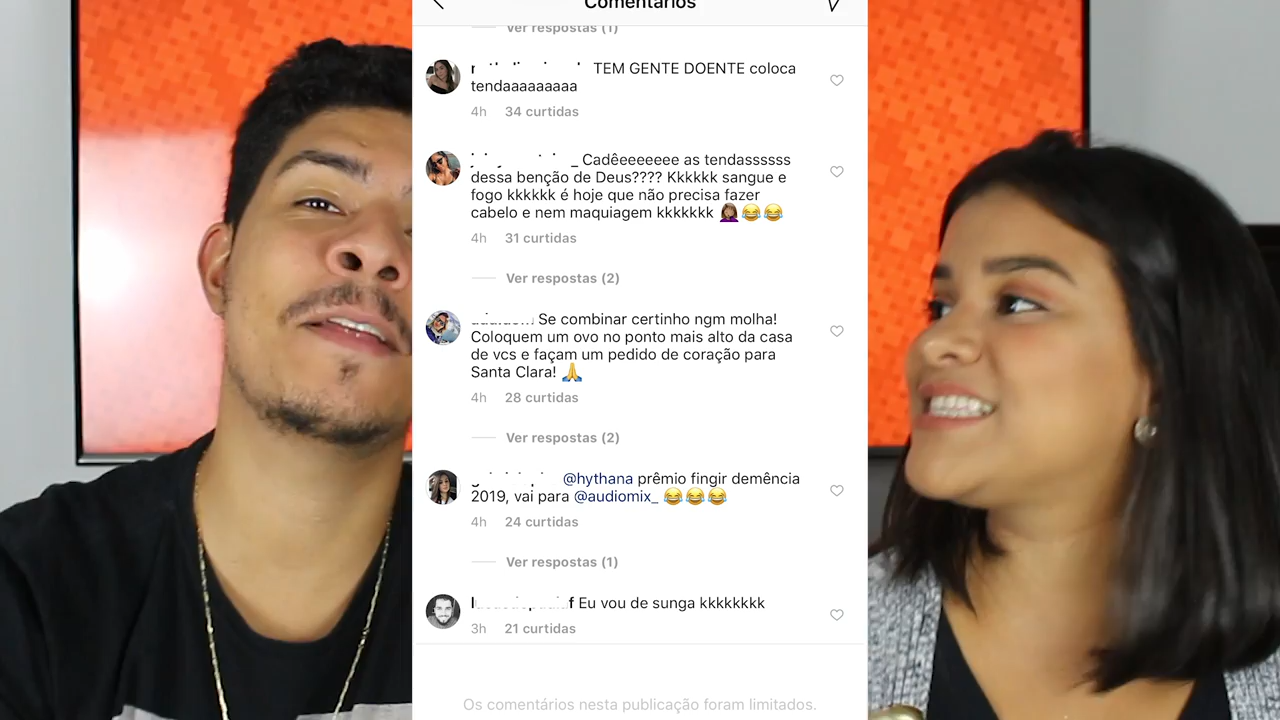 Comentários
Ver respostas (1)
TEM GENTE DOENTE coloca
tendaaaaaaaaa
4h 34 curtidas
Cadêeeeeeee as tendassssss
dessa benção de Deus???? Kkkkkk sangue e
fogo kkkkkk é hoje que não precisa fazer
cabelo e nem maquiagem kkkkkkk 🤦🏽‍♀️😂😂
4h 31 curtidas
Ver respostas (2)
Se combinar certinho ngm molha!
Coloquem um ovo no ponto mais alto da casa
de vcs e façam um pedido de coração para
Santa Clara! 🙏
4h 28 curtidas
Ver respostas (2)
@hythana prêmio fingir demência
2019, vai para @audiomix_ 😂😂😂
4h 24 curtidas
Ver respostas (1)
Eu vou de sunga kkkkkkkk
3h 21 curtidas
Os comentários nesta publicação foram limitados.